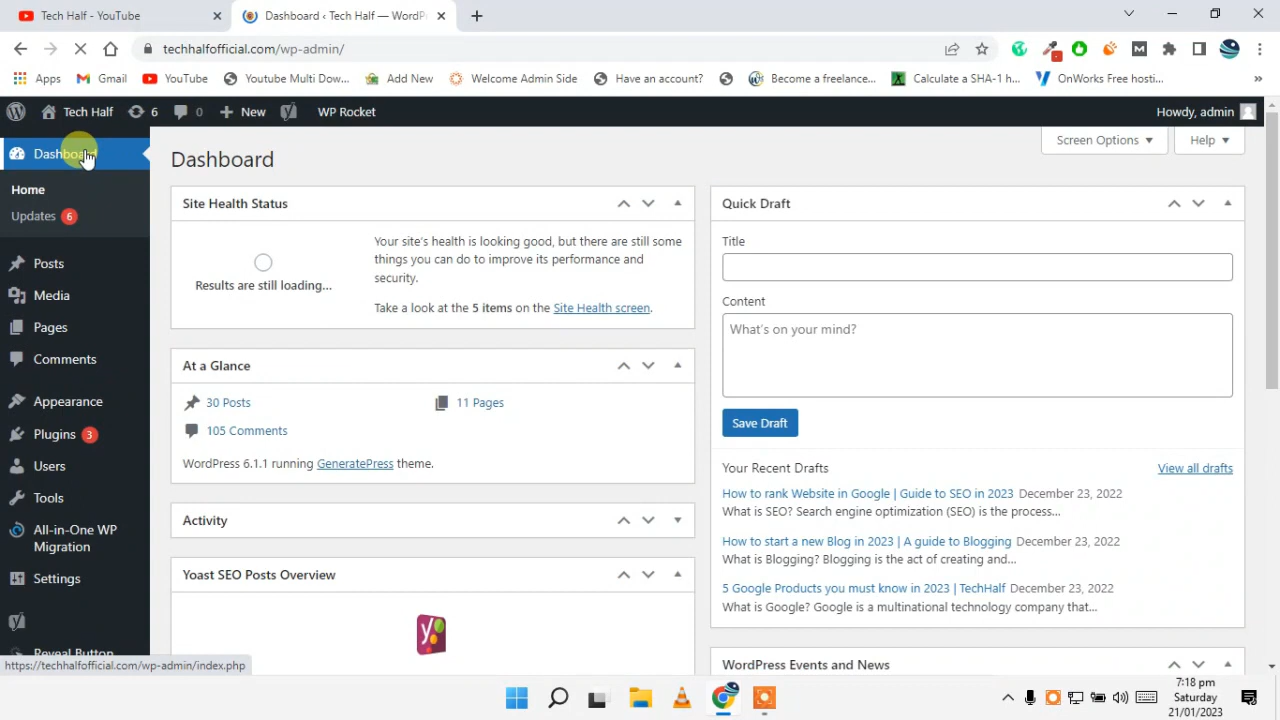 Tech Half - YouTube
Dashboard ‹ Tech Half — WordPr
techhalfofficial.com/wp-admin/
Apps
Gmail
YouTube
Youtube Multi Dow...
Add New
Welcome Admin Side
Have an account?
Become a freelance...
Calculate a SHA-1 h...
OnWorks Free hosti...
»
Tech Half
6
0
New
WP Rocket
Howdy, admin
Dashboard
Home
Updates 6
Posts
Media
Pages
Comments
Appearance
Plugins 3
Users
Tools
All-in-One WP
Migration
Settings
Reveal Button
https://techhalfofficial.com/wp-admin/index.php
Dashboard
Screen Options
Help
Site Health Status
Results are still loading...
Your site's health is looking good, but there are still some
things you can do to improve its performance and
security.
Take a look at the 5 items on the Site Health screen.
At a Glance
30 Posts
11 Pages
105 Comments
WordPress 6.1.1 running GeneratePress theme.
Activity
Yoast SEO Posts Overview
Quick Draft
Title
Content
What's on your mind?
Save Draft
Your Recent Drafts
View all drafts
How to rank Website in Google | Guide to SEO in 2023 December 23, 2022
What is SEO? Search engine optimization (SEO) is the process...
How to start a new Blog in 2023 | A guide to Blogging December 23, 2022
What is Blogging? Blogging is the act of creating and...
5 Google Products you must know in 2023 | TechHalf December 23, 2022
What is Google? Google is a multinational technology company that...
WordPress Events and News
7:18 pm
Saturday
21/01/2023